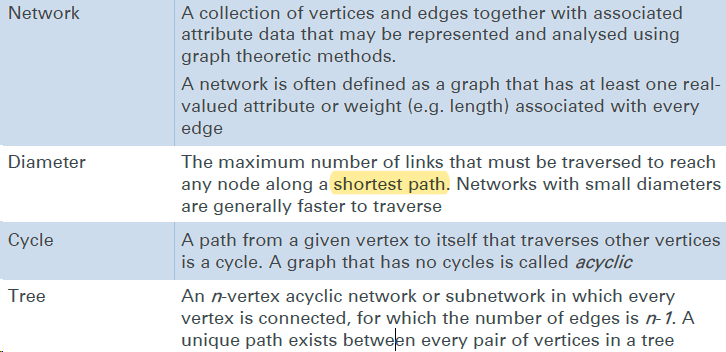 Network
A collection of vertices and edges together with associated
attribute data that may be represented and analysed using
graph theoretic methods.
A network is often defined as a graph that has at least one real-
valued attribute or weight (e.g. length) associated with every
edge
Diameter
The maximum number of links that must be traversed to reach
any node along a shortest path. Networks with small diameters
are generally faster to traverse
Cycle
A path from a given vertex to itself that traverses other vertices
is a cycle. A graph that has no cycles is called acyclic
Tree
An n-vertex acyclic network or subnetwork in which every
vertex is connected, for which the number of edges is n-1. A
unique path exists between every pair of vertices in a tree